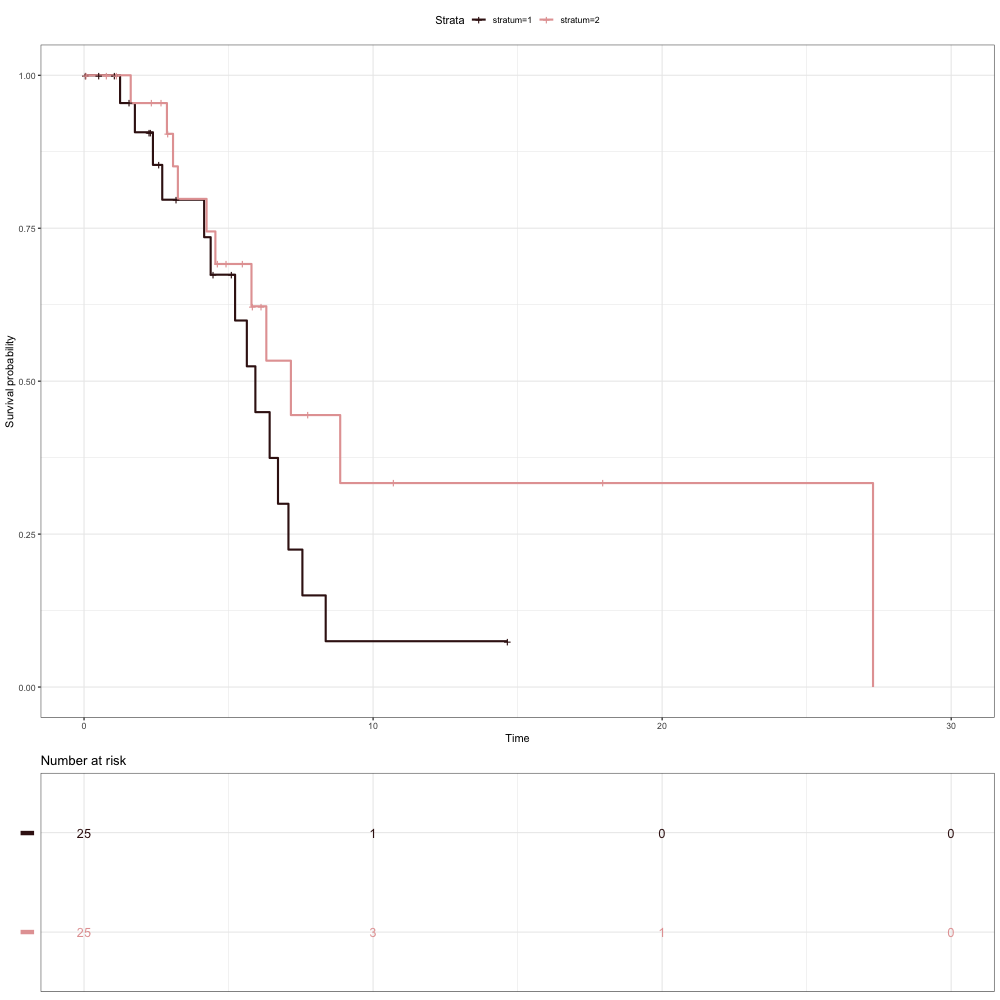 Strata stratum=1 stratum=2
Survival probability
1.00
0.75
0.50
0.25
0.00
0 10 20 30
Time
Number at risk
25 1 0 0
25 3 1 0